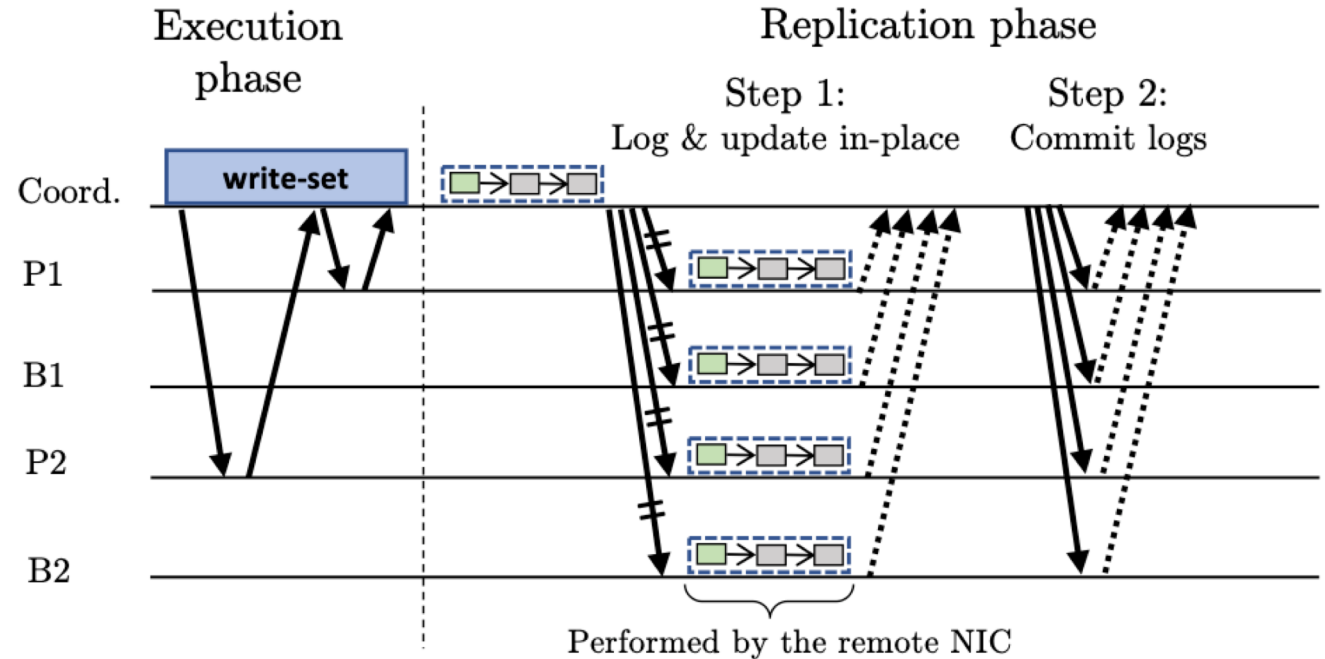 Execution
phase
Replication phase
Step 1:
Log & update in-place
Step 2:
Commit logs
write-set
Coord.
P1
B1
P2
B2
Performed by the remote NIC